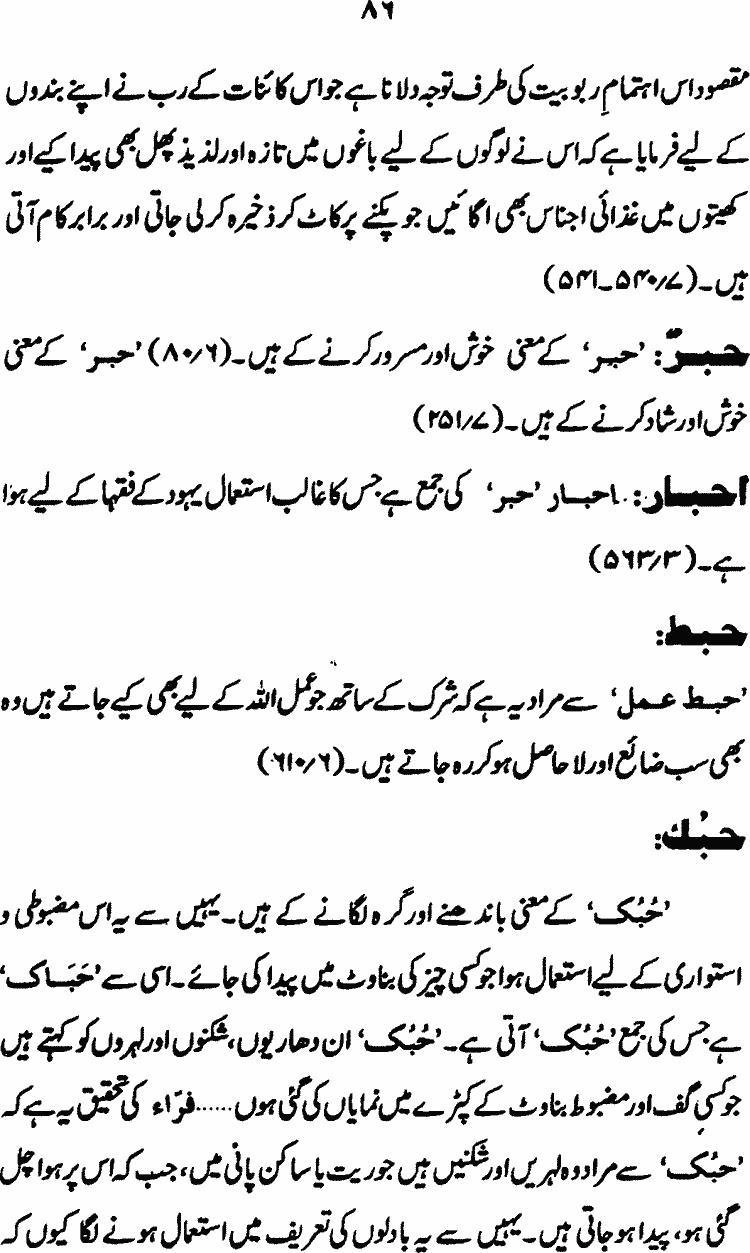 ۸۶
مقصود اس اہتمامِ ربوبیت کی طرف توجہ دلانا ہے جو اس کائنات کے رب نے اپنے بندوں
کے لیے فرمایا ہے کہ اس نے لوگوں کے لیے باغوں میں تازہ اور لذیذ پھل بھی پیدا کیے اور
کھیتوں میں غذائی اجناس بھی اگائیں جو پکنے پر کاٹ کر ذخیرہ کر لی جاتی اور برابر کام آتی
ہیں۔(۷؍۵۴۰۔۵۴۱)
حبرٌ: ’حبر‘ کے معنی خوش اور مسرور کرنے کے ہیں۔(۶؍۸۰) ’حبر‘ کے معنی
خوش اور شاد کرنے کے ہیں۔(۷؍۲۵۱)
احبار: احبار ’حبر‘ کی جمع ہے جس کا غالب استعمال یہود کے فقہا کے لیے ہوا
ہے۔(۳؍۵۶۳)
حبط:
’حبط عمل‘ سے مراد یہ ہے کہ شرک کے ساتھ جو عمل اللہ کے لیے بھی کیے جاتے ہیں وہ
بھی سب ضائع اور لا حاصل ہو کر رہ جاتے ہیں۔(۶؍۶۱۰)
حبُك:
’حُبُک‘ کے معنی باندھنے اور گرہ لگانے کے ہیں۔ یہیں سے یہ اس مضبوطی و
استواری کے لیے استعمال ہوا جو کسی چیز کی بناوٹ میں پیدا کی جائے۔ اسی سے ’حَبَاک‘
ہے جس کی جمع ’حُبُک‘ آتی ہے۔ ’حُبُک‘ ان دھاریوں، شکنوں اور لہروں کو کہتے ہیں
جو کسی گف اور مضبوط بناوٹ کے کپڑے میں نمایاں کی گئی ہوں......فرّاء کی تحقیق یہ ہے کہ
’حبُک‘ سے مراد وہ لہریں اور شکنیں ہیں جو ریت یا ساکن پانی میں، جب کہ اس پر ہوا چل
گئی ہو، پیدا ہو جاتی ہیں۔ یہیں سے یہ بادلوں کی تعریف میں استعمال ہونے لگا کیوں کہ